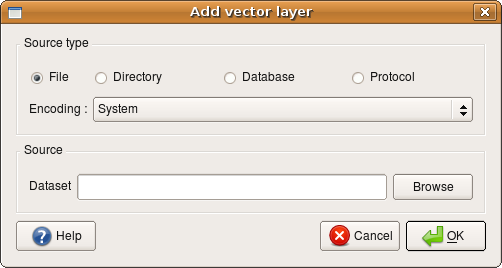 Add vector layer
Source type
File Directory Database Protocol
Encoding : System
Source
Dataset Browse
Help Cancel OK